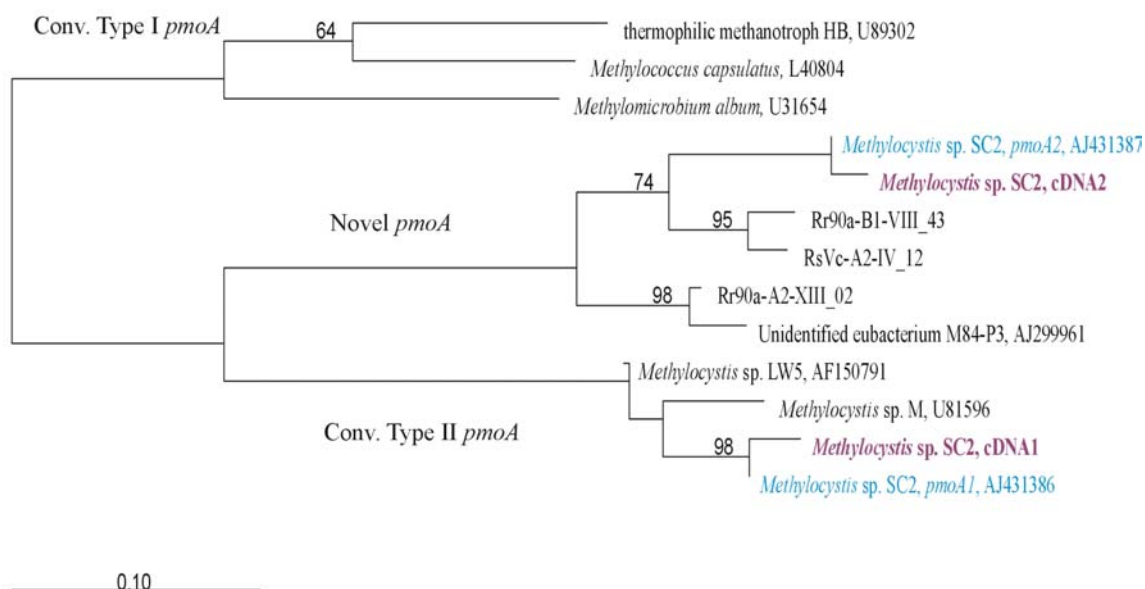 Conv. Type I pmoA
64
thermophilic methanotroph HB, U89302
Methylococcus capsulatus, L40804
Methylomicrobium album, U31654
Methylocystis sp. SC2, pmoA2, AJ431387
74
Methylocystis sp. SC2, cDNA2
Novel pmoA
95
Rr90a-B1-VIII_43
RsVc-A2-IV_12
98
Rr90a-A2-XIII_02
Unidentified eubacterium M84-P3, AJ299961
Methylocystis sp. LW5, AF150791
Methylocystis sp. M, U81596
Conv. Type II pmoA
98
Methylocystis sp. SC2, cDNA1
Methylocystis sp. SC2, pmoA1, AJ431386
0.10